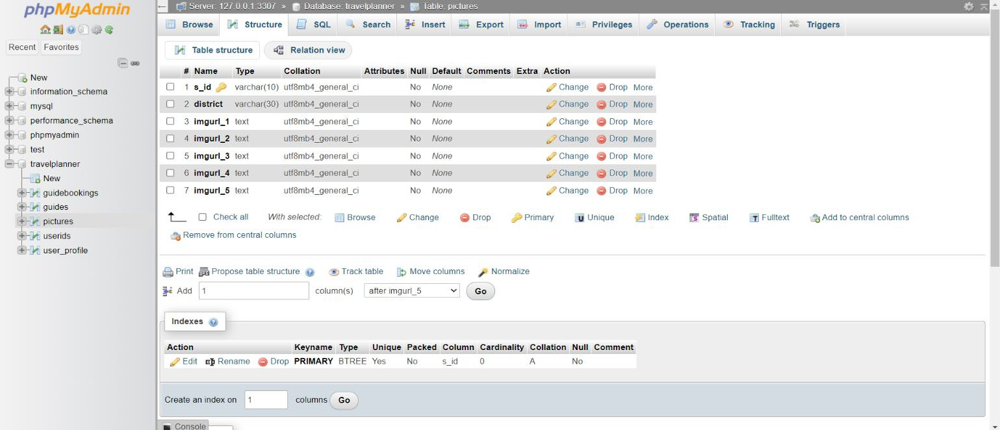 phpMyAdmin
Recent Favorites
New
information_schema
mysql
performance_schema
phpmyadmin
test
travelplanner
New
guidebookings
guides
pictures
userids
user_profile
Server: 127.0.0.1:3307 » Database: travelplanner » Table: pictures
Browse Structure SQL Search Insert Export Import Privileges Operations Tracking Triggers
Table structure Relation view
# Name Type Collation Attributes Null Default Comments Extra Action
1 s_id varchar(10) utf8mb4_general_ci No None Change Drop More
2 district varchar(30) utf8mb4_general_ci No None Change Drop More
3 imgurl_1 text utf8mb4_general_ci No None Change Drop More
4 imgurl_2 text utf8mb4_general_ci No None Change Drop More
5 imgurl_3 text utf8mb4_general_ci No None Change Drop More
6 imgurl_4 text utf8mb4_general_ci No None Change Drop More
7 imgurl_5 text utf8mb4_general_ci No None Change Drop More
Check all With selected: Browse Change Drop Primary Unique Index Spatial Fulltext Add to central columns
Remove from central columns
Print Propose table structure Track table Move columns Normalize
Add 1 column(s) after imgurl_5 Go
Indexes
Action Keyname Type Unique Packed Column Cardinality Collation Null Comment
Edit Rename Drop PRIMARY BTREE Yes No s_id 0 A No
Create an index on 1 columns Go
Console